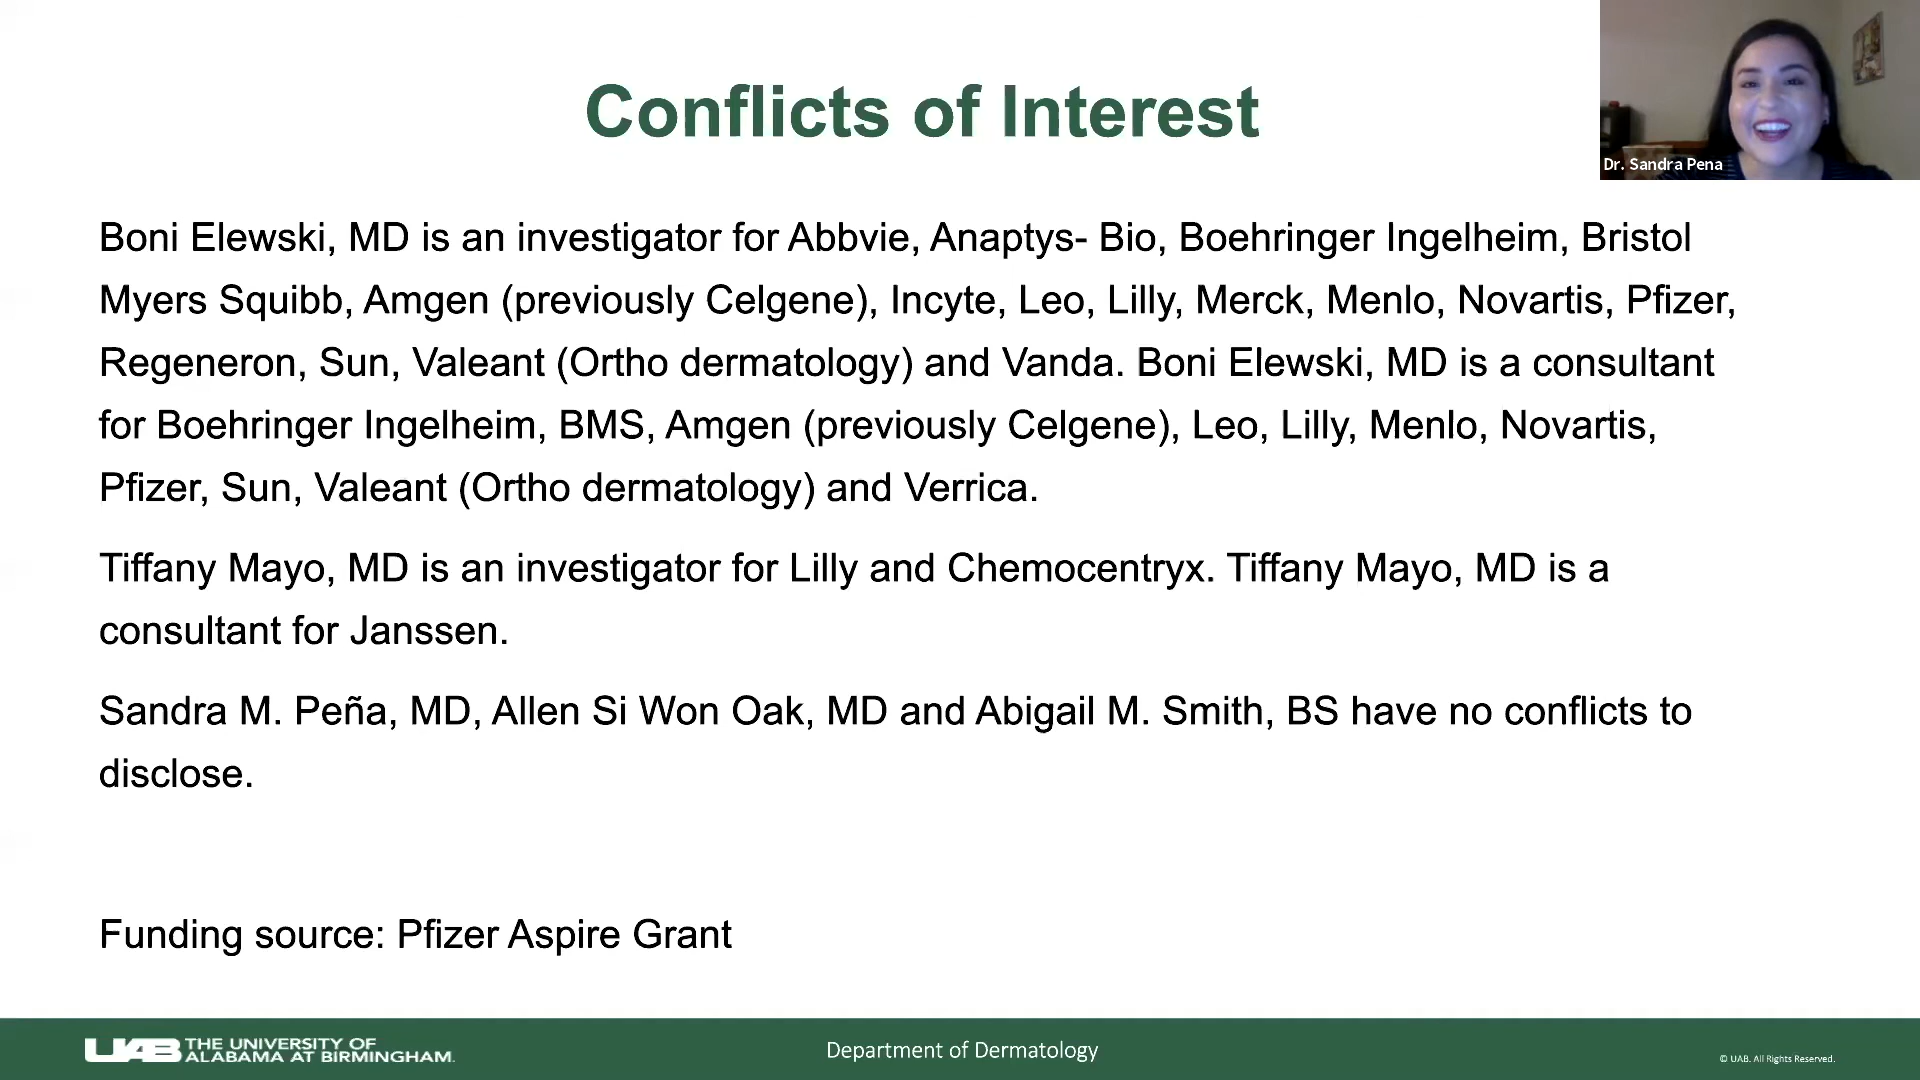 Conflicts of Interest
Dr. Sandra Pena
Boni Elewski, MD is an investigator for Abbvie, Anaptys- Bio, Boehringer Ingelheim, Bristol
Myers Squibb, Amgen (previously Celgene), Incyte, Leo, Lilly, Merck, Menlo, Novartis, Pfizer,
Regeneron, Sun, Valeant (Ortho dermatology) and Vanda. Boni Elewski, MD is a consultant
for Boehringer Ingelheim, BMS, Amgen (previously Celgene), Leo, Lilly, Menlo, Novartis,
Pfizer, Sun, Valeant (Ortho dermatology) and Verrica.
Tiffany Mayo, MD is an investigator for Lilly and Chemocentryx. Tiffany Mayo, MD is a
consultant for Janssen.
Sandra M. Peña, MD, Allen Si Won Oak, MD and Abigail M. Smith, BS have no conflicts to
disclose.
Funding source: Pfizer Aspire Grant
UAB THE UNIVERSITY OF
ALABAMA AT BIRMINGHAM.
Department of Dermatology
© UAB. All Rights Reserved.